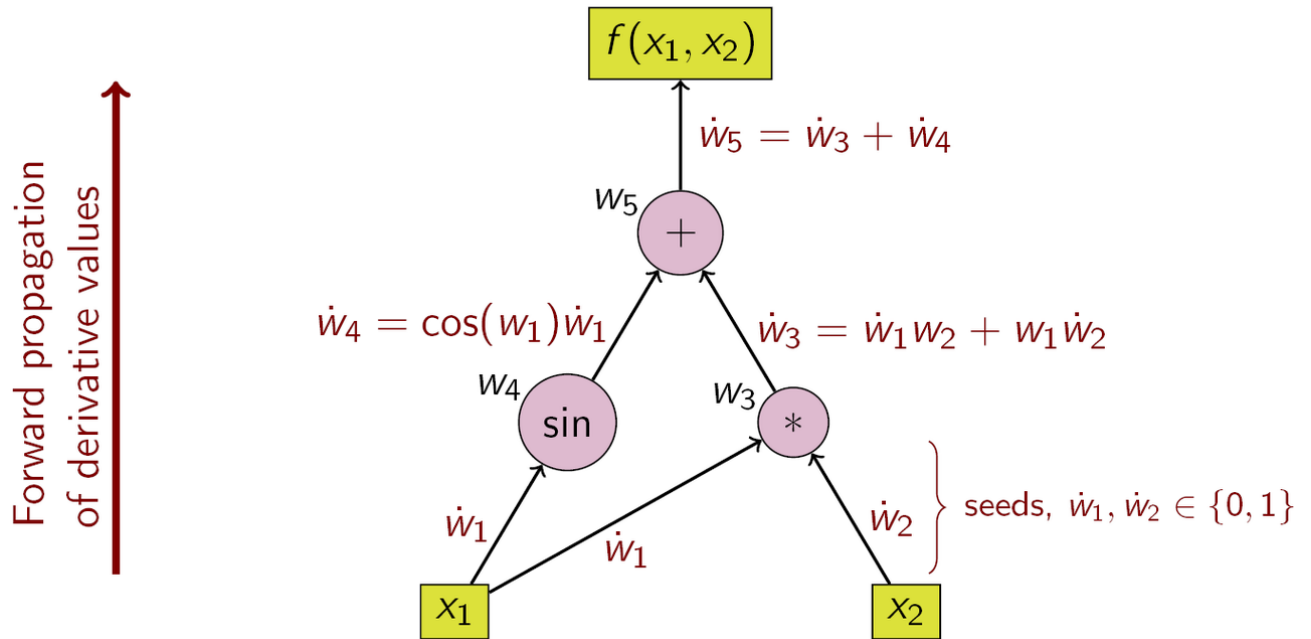 f(x₁, x₂)
ẇ₅ = ẇ₃ + ẇ₄
w₅
+
Forward propagation
of derivative values
ẇ₄ = cos(w₁)ẇ₁
ẇ₃ = ẇ₁w₂ + w₁ẇ₂
w₄
sin
w₃
*
ẇ₁
ẇ₁
ẇ₂
seeds, ẇ₁, ẇ₂ ∈ {0, 1}
x₁
x₂